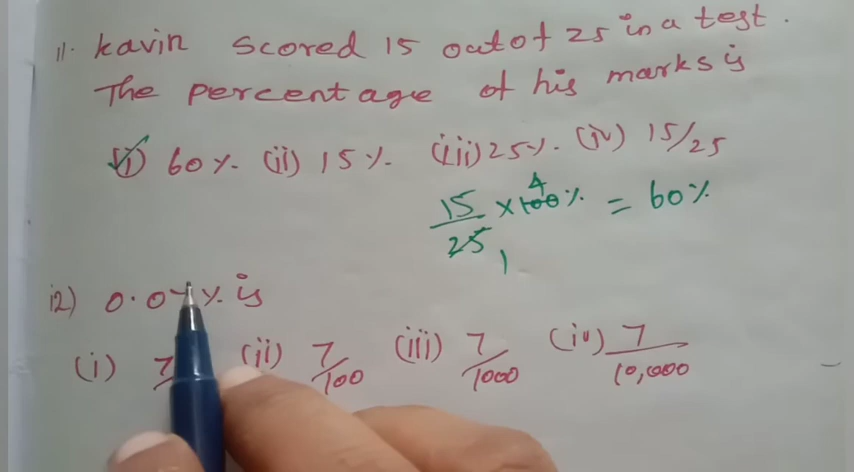 11. Kavin scored 15 out of 25 in a test.
The percentage of his marks is
(i) 60%. (ii) 15%. (iii) 25%. (iv) 15/25
15/25 × 100% = 60%
4
1
12) 0.07%. is
(i) 7/ (ii) 7/100 (iii) 7/1000 (iv) 7/10,000